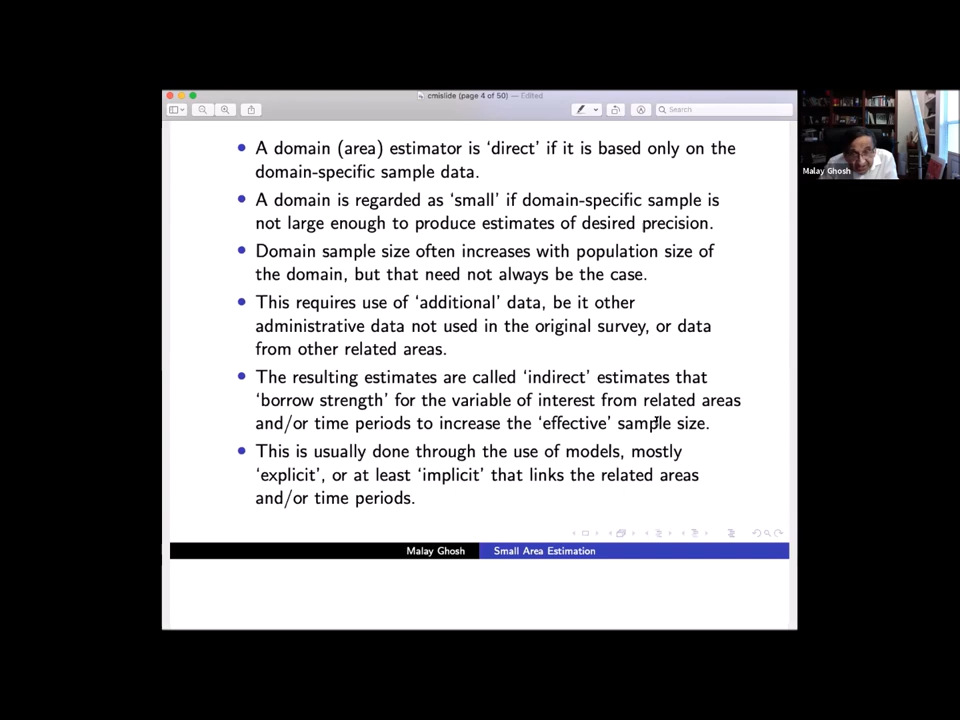 cmislide (page 4 of 50) — Edited
Search
• A domain (area) estimator is ‘direct’ if it is based only on the
domain-specific sample data.
• A domain is regarded as ‘small’ if domain-specific sample is
not large enough to produce estimates of desired precision.
• Domain sample size often increases with population size of
the domain, but that need not always be the case.
• This requires use of ‘additional’ data, be it other
administrative data not used in the original survey, or data
from other related areas.
• The resulting estimates are called ‘indirect’ estimates that
‘borrow strength’ for the variable of interest from related areas
and/or time periods to increase the ‘effective’ sample size.
• This is usually done through the use of models, mostly
‘explicit’, or at least ‘implicit’ that links the related areas
and/or time periods.
Malay Ghosh
Small Area Estimation
Malay Ghosh